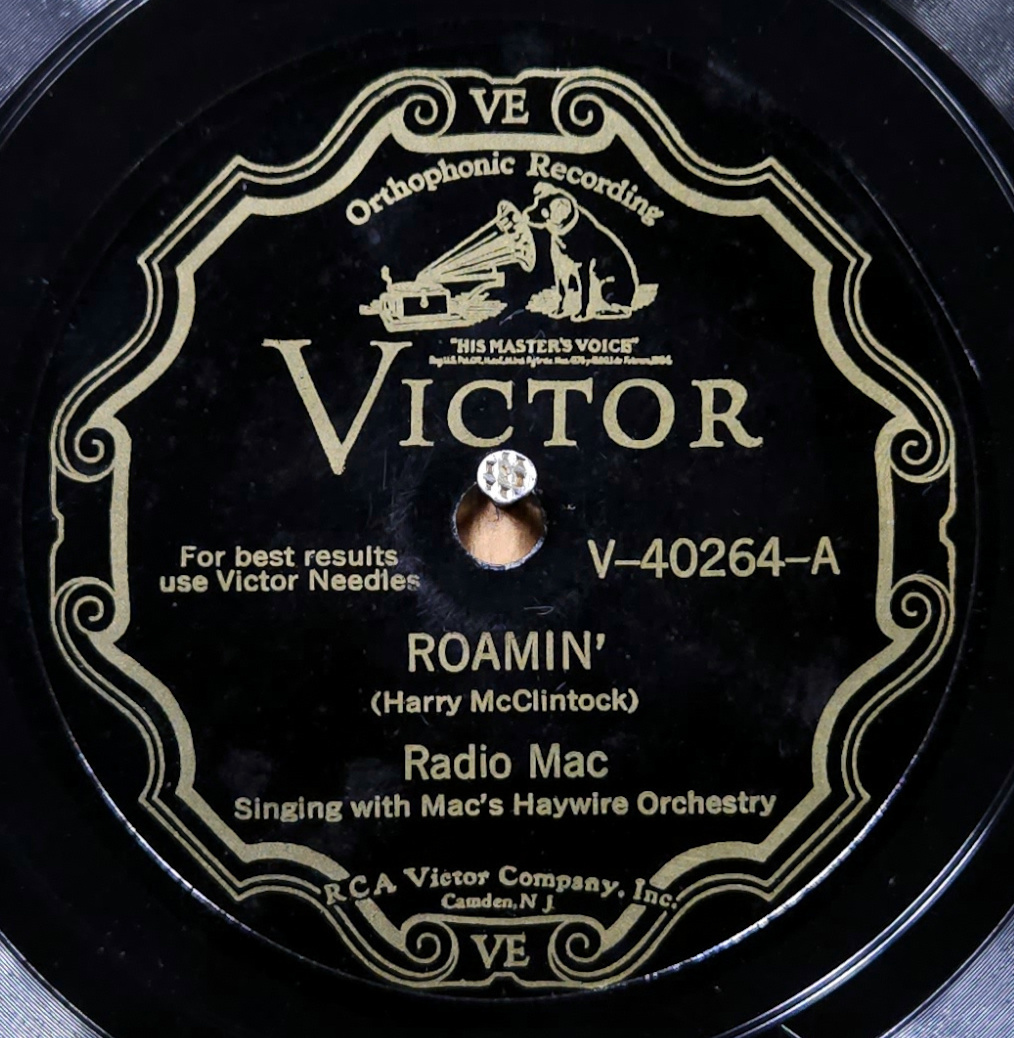 VE
Orthophonic Recording
"HIS MASTER'S VOICE"
VICTOR
For best results
use Victor Needles
V–40264–A
ROAMIN'
(Harry McClintock)
Radio Mac
Singing with Mac's Haywire Orchestry
RCA Victor Company, Inc.
Camden, N J
VE